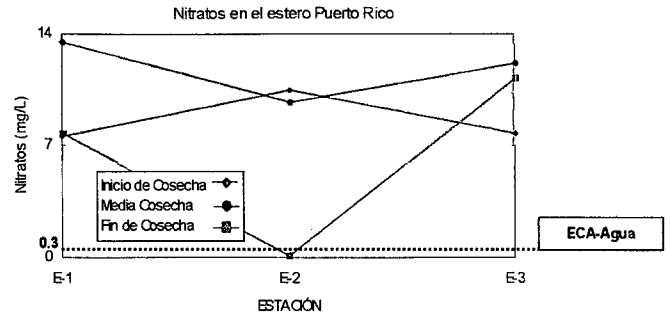 Nitratos en el estero Puerto Rico
14
Nitratos (mg/L)
7
Inicio de Cosecha
Media Cosecha
Fin de Cosecha
0.3
ECA-Agua
0
E-1
E-2
E-3
ESTACIÓN